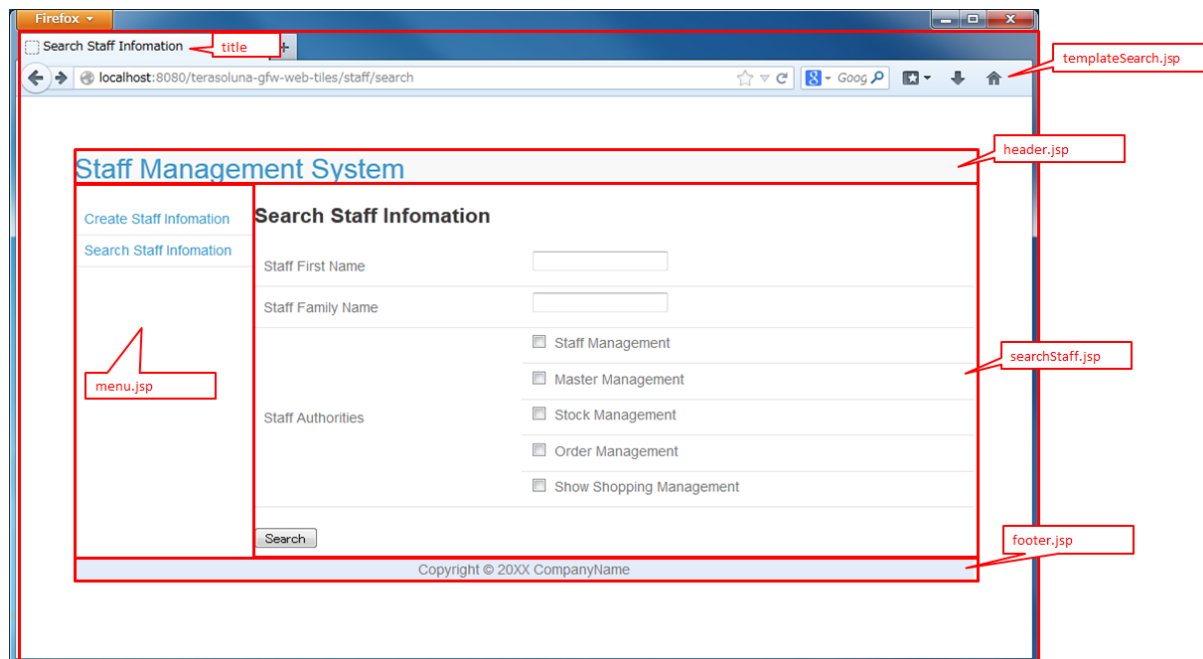 Firefox
Search Staff Infomation
title
templateSearch.jsp
localhost:8080/terasoluna-gfw-web-tiles/staff/search
Goog
header.jsp
Staff Management System
Create Staff Infomation
Search Staff Infomation
Search Staff Infomation
Staff First Name
Staff Family Name
Staff Management
searchStaff.jsp
Master Management
menu.jsp
Staff Authorities
Stock Management
Order Management
Show Shopping Management
Search
footer.jsp
Copyright © 20XX CompanyName